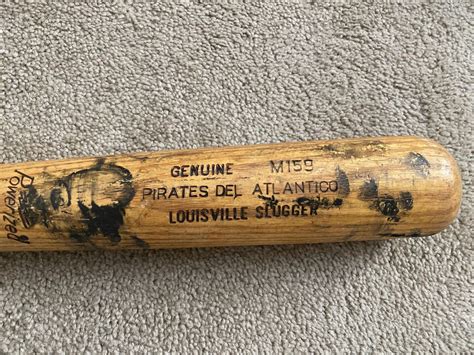 GENUINE M159
PIRATES DEL ATLANTICO
LOUISVILLE SLUGGER
Powerized